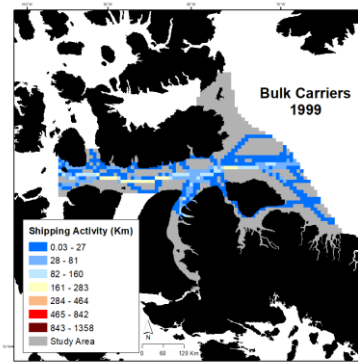 Bulk Carriers
1999
Shipping Activity (Km)
0.03 - 27
28 - 81
82 - 160
161 - 283
284 - 464
465 - 842
843 - 1358
Study Area
N
0 60 120 Km